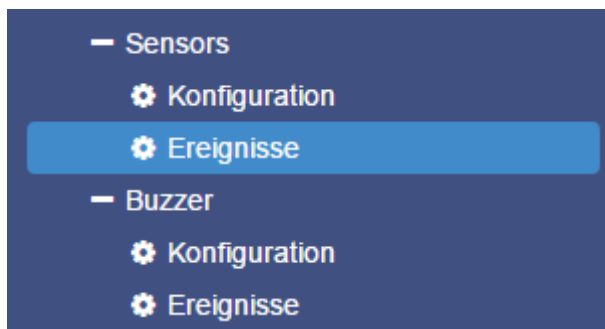 Sensors
Konfiguration
Ereignisse
Buzzer
Konfiguration
Ereignisse